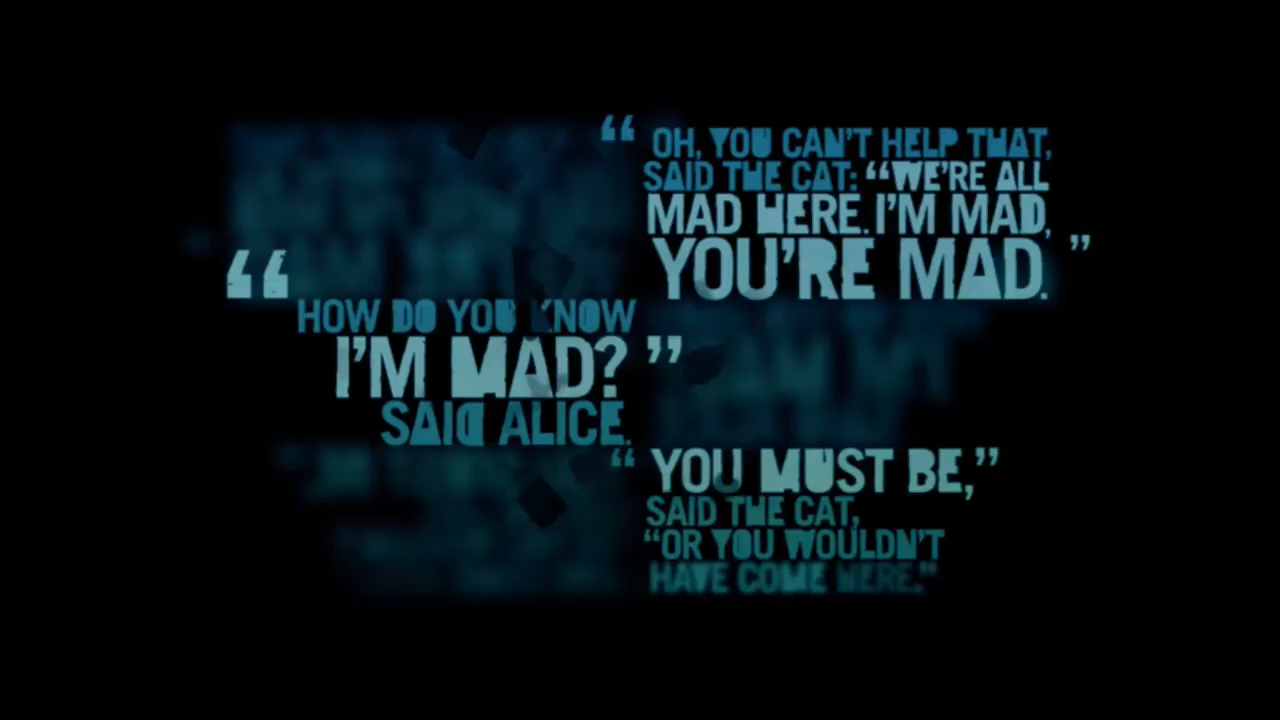 “ OH, YOU CAN’T HELP THAT,
SAID THE CAT: “WE’RE ALL
MAD HERE. I’M MAD,
YOU’RE MAD. ”
“ HOW DO YOU KNOW
I’M MAD? ”
SAID ALICE.
“ YOU MUST BE,”
SAID THE CAT,
“OR YOU WOULDN’T
HAVE COME HERE.”